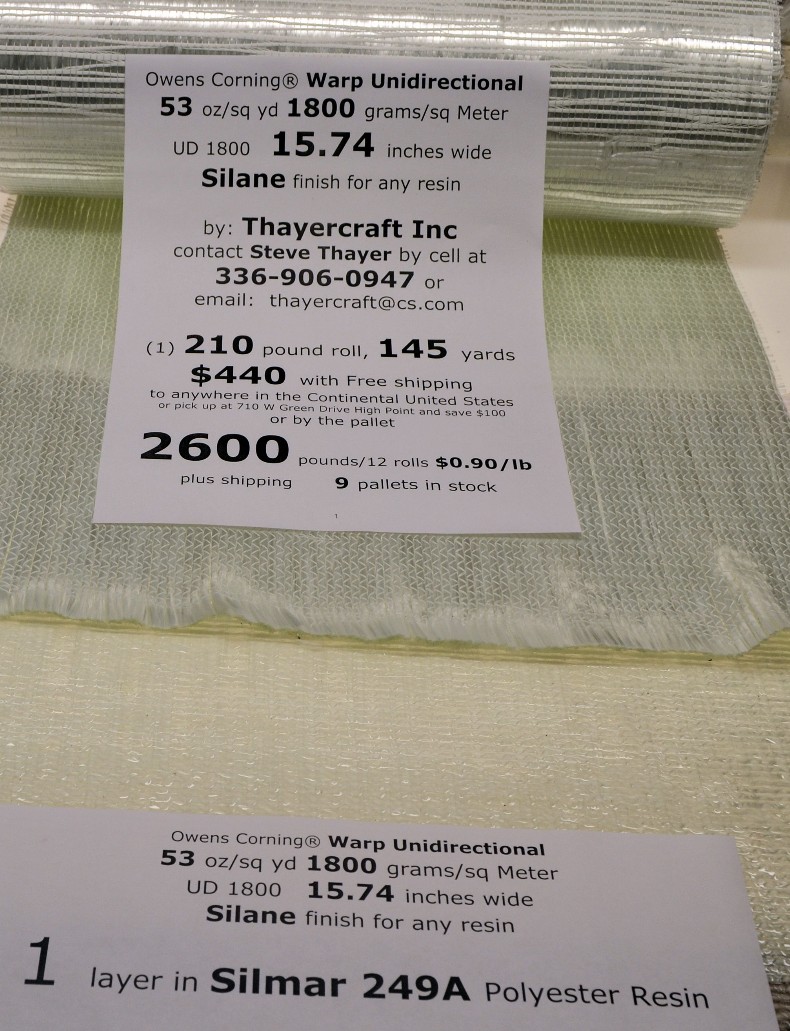 Owens Corning® Warp Unidirectional
53 oz/sq yd 1800 grams/sq Meter
UD 1800 15.74 inches wide
Silane finish for any resin
by: Thayercraft Inc
contact Steve Thayer by cell at
336-906-0947 or
email: thayercraft@cs.com
(1) 210 pound roll, 145 yards
$440 with Free shipping
to anywhere in the Continental United States
or pick up at 710 W Green Drive High Point and save $100
or by the pallet
2600 pounds/12 rolls $0.90/lb
plus shipping 9 pallets in stock
1
Owens Corning® Warp Unidirectional
53 oz/sq yd 1800 grams/sq Meter
UD 1800 15.74 inches wide
Silane finish for any resin
1 layer in Silmar 249A Polyester Resin